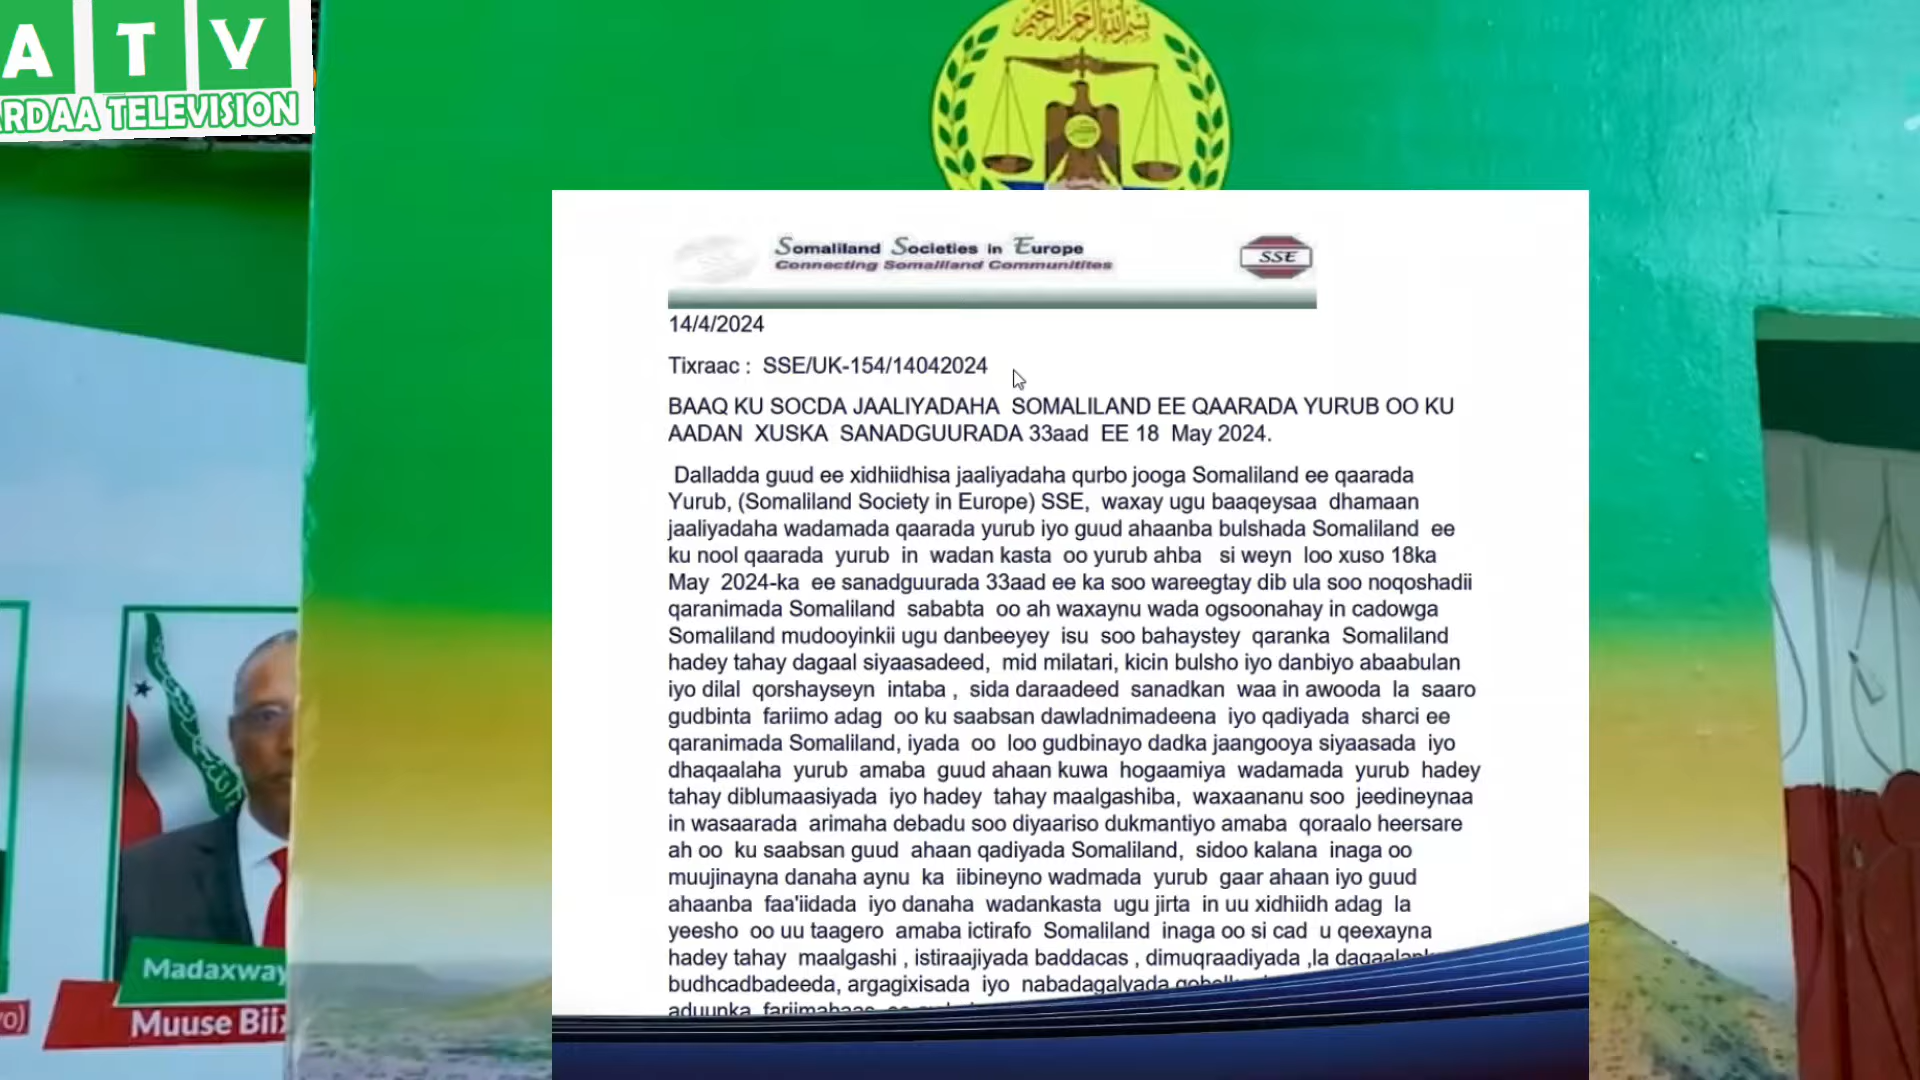 A T V
ARDAA TELEVISION
Somaliland Societies in Europe
Connecting Somaliland Communitites
SSE
14/4/2024
Tixraac : SSE/UK-154/14042024
BAAQ KU SOCDA JAALIYADAHA SOMALILAND EE QAARADA YURUB OO KU
AADAN XUSKA SANADGUURADA 33aad EE 18 May 2024.
Dalladda guud ee xidhiidhisa jaaliyadaha qurbo jooga Somaliland ee qaarada
Yurub, (Somaliland Society in Europe) SSE, waxay ugu baaqeysaa dhamaan
jaaliyadaha wadamada qaarada yurub iyo guud ahaanba bulshada Somaliland ee
ku nool qaarada yurub in wadan kasta oo yurub ahba si weyn loo xuso 18ka
May 2024-ka ee sanadguurada 33aad ee ka soo wareegtay dib ula soo noqoshadii
qaranimada Somaliland sababta oo ah waxaynu wada ogsoonahay in cadowga
Somaliland mudooyinkii ugu danbeeyey isu soo bahaystey qaranka Somaliland
hadey tahay dagaal siyaasadeed, mid milatari, kicin bulsho iyo danbiyo abaabulan
iyo dilal qorshayseyn intaba , sida daraadeed sanadkan waa in awooda la saaro
gudbinta fariimo adag oo ku saabsan dawladnimadeena iyo qadiyada sharci ee
qaranimada Somaliland, iyada oo loo gudbinayo dadka jaangooya siyaasada iyo
dhaqaalaha yurub amaba guud ahaan kuwa hogaamiya wadamada yurub hadey
tahay diblumaasiyada iyo hadey tahay maalgashiba, waxaananu soo jeedineynaa
in wasaarada arimaha debadu soo diyaariso dukmantiyo amaba qoraalo heersare
ah oo ku saabsan guud ahaan qadiyada Somaliland, sidoo kalana inaga oo
muujinayna danaha aynu ka iibineyno wadmada yurub gaar ahaan iyo guud
ahaanba faa'iidada iyo danaha wadankasta ugu jirta in uu xidhiidh adag la
yeesho oo uu taagero amaba ictirafo Somaliland inaga oo si cad u qeexayna
hadey tahay maalgashi , istiraajiyada baddacas , dimuqraadiyada ,la
budhcadbadeeda, argagixisada iyo nabadagalyada
aduunka fariimahaas
Madaxway
Muuse Biix